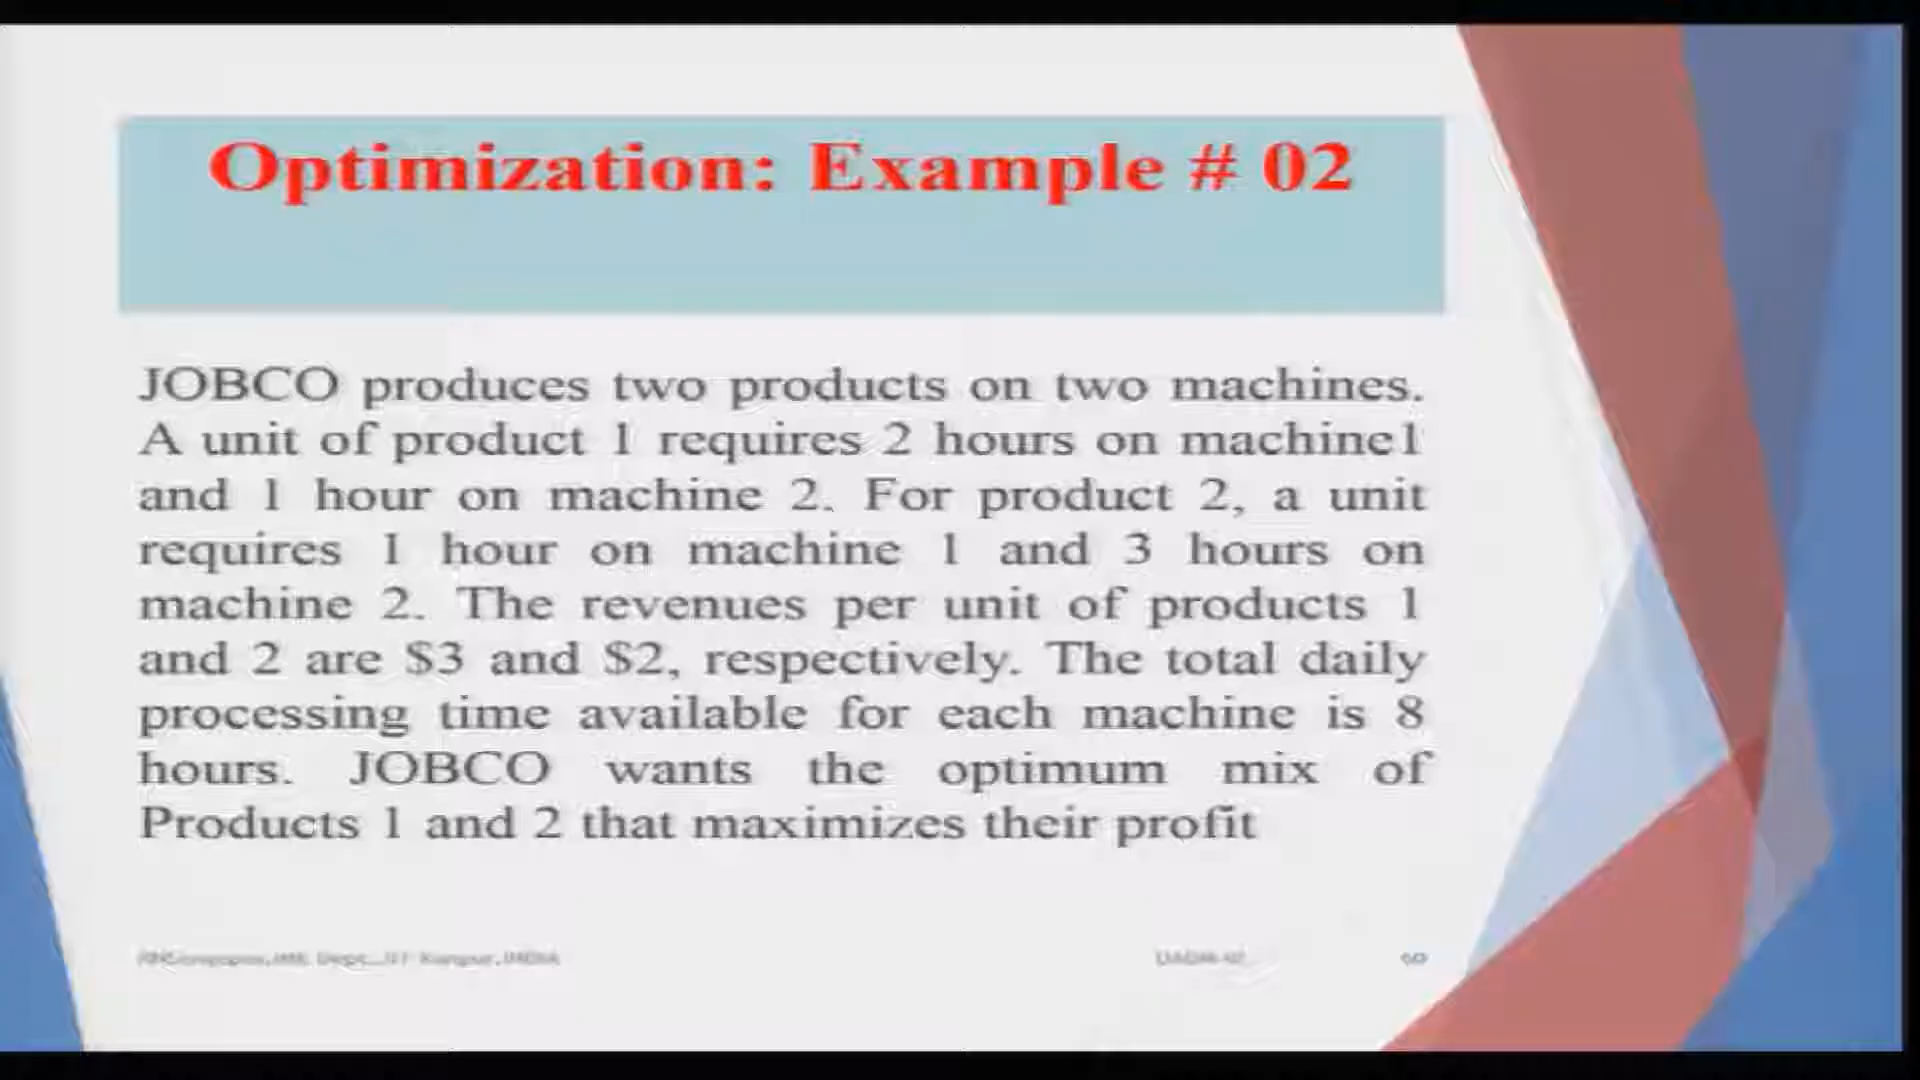 Optimization: Example # 02
JOBCO produces two products on two machines.
A unit of product 1 requires 2 hours on machine1
and 1 hour on machine 2. For product 2, a unit
requires 1 hour on machine 1 and 3 hours on
machine 2. The revenues per unit of products 1
and 2 are $3 and $2, respectively. The total daily
processing time available for each machine is 8
hours. JOBCO wants the optimum mix of
Products 1 and 2 that maximizes their profit
Dept., Kanpur, INDIA
60